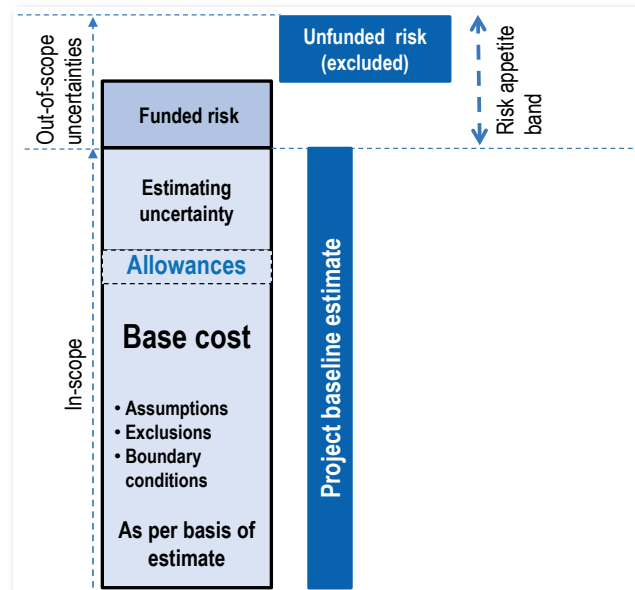 Unfunded risk
(excluded)
Out-of-scope
uncertainties
Risk appetite
band
Funded risk
Estimating
uncertainty
Allowances
Base cost
• Assumptions
• Exclusions
• Boundary
conditions
As per basis of
estimate
In-scope
Project baseline estimate